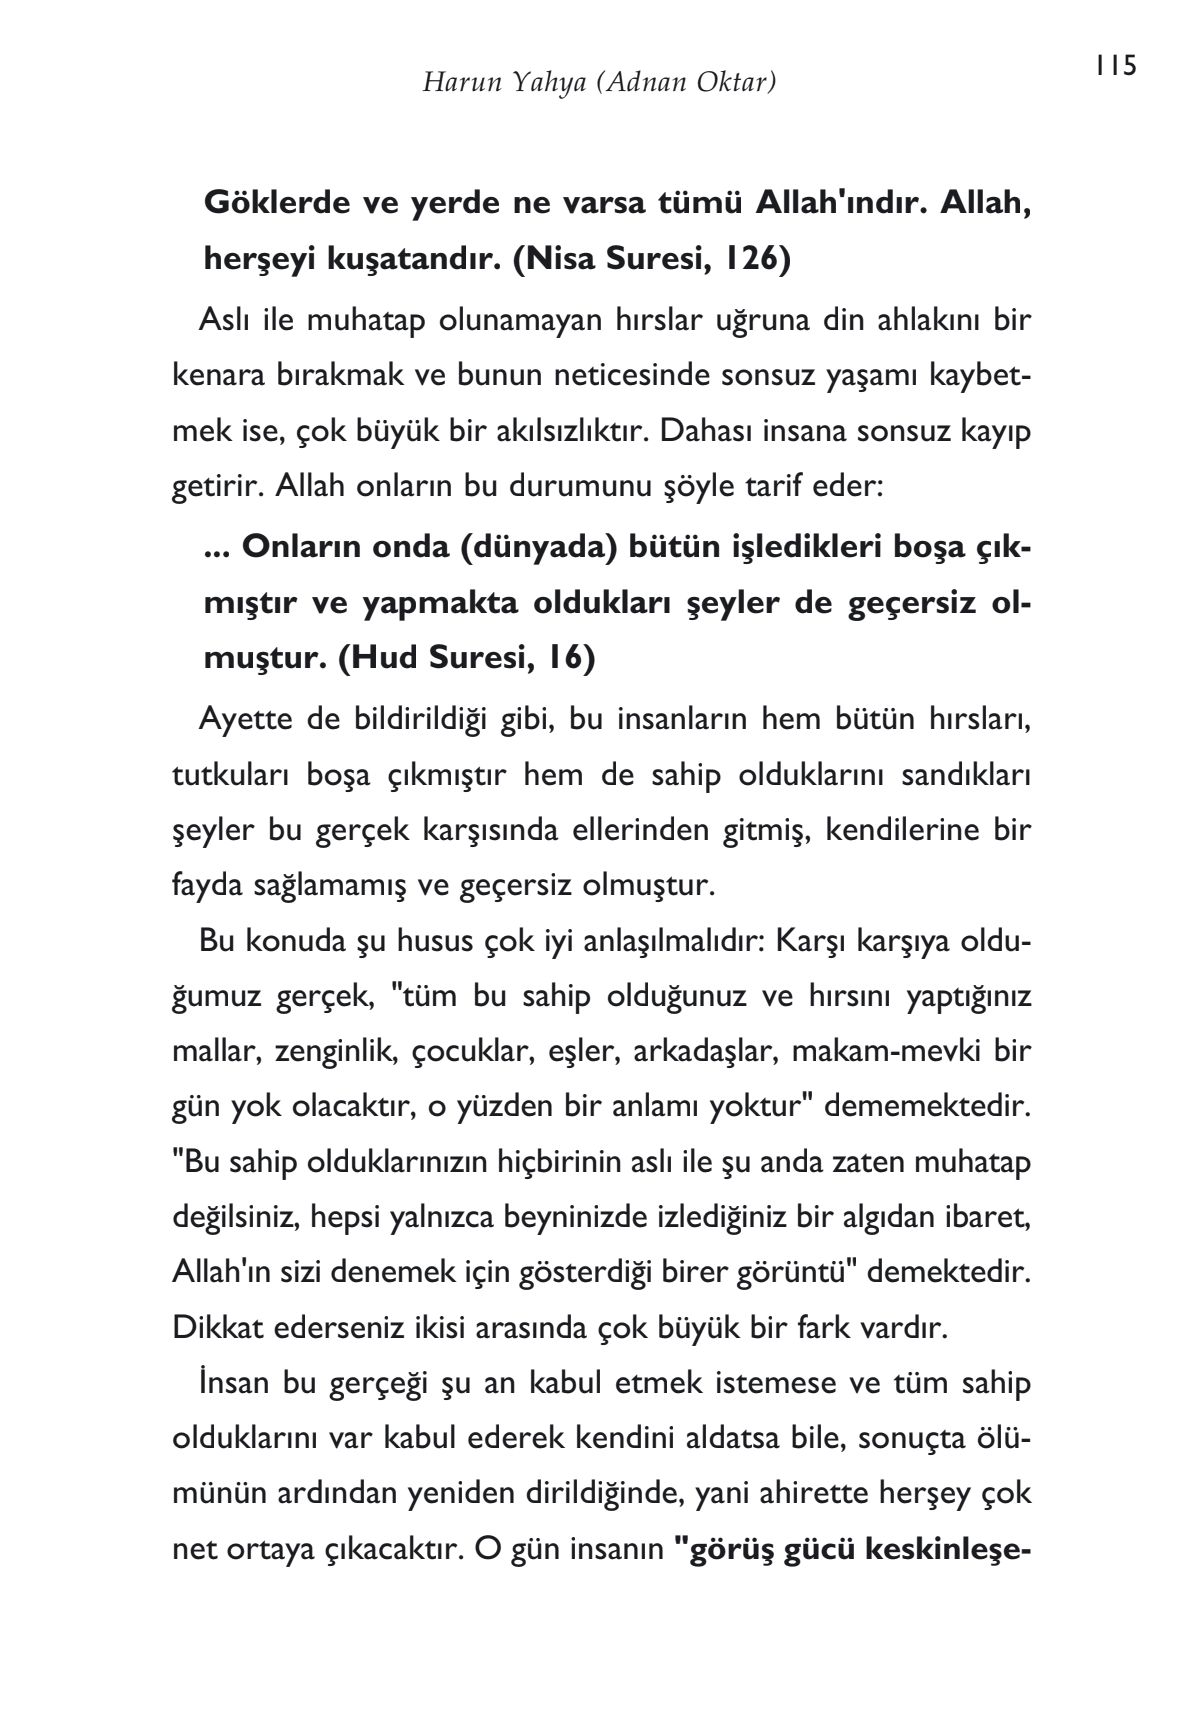 115
Harun Yahya (Adnan Oktar)
Göklerde ve yerde ne varsa tümü Allah'ındır. Allah,
herşeyi kuşatandır. (Nisa Suresi, 126)
Aslı ile muhatap olunamayan hırslar uğruna din ahlakını bir
kenara bırakmak ve bunun neticesinde sonsuz yaşamı kaybet-
mek ise, çok büyük bir akılsızlıktır. Dahası insana sonsuz kayıp
getirir. Allah onların bu durumunu şöyle tarif eder:
... Onların onda (dünyada) bütün işledikleri boşa çık-
mıştır ve yapmakta oldukları şeyler de geçersiz ol-
muştur. (Hud Suresi, 16)
Ayette de bildirildiği gibi, bu insanların hem bütün hırsları,
tutkuları boşa çıkmıştır hem de sahip olduklarını sandıkları
şeyler bu gerçek karşısında ellerinden gitmiş, kendilerine bir
fayda sağlamamış ve geçersiz olmuştur.
Bu konuda şu husus çok iyi anlaşılmalıdır: Karşı karşıya oldu-
ğumuz gerçek, "tüm bu sahip olduğunuz ve hırsını yaptığınız
mallar, zenginlik, çocuklar, eşler, arkadaşlar, makam-mevki bir
gün yok olacaktır, o yüzden bir anlamı yoktur" dememektedir.
"Bu sahip olduklarınızın hiçbirinin aslı ile şu anda zaten muhatap
değilsiniz, hepsi yalnızca beyninizde izlediğiniz bir algıdan ibaret,
Allah'ın sizi denemek için gösterdiği birer görüntü" demektedir.
Dikkat ederseniz ikisi arasında çok büyük bir fark vardır.
İnsan bu gerçeği şu an kabul etmek istemese ve tüm sahip
olduklarını var kabul ederek kendini aldatsa bile, sonuçta ölü-
münün ardından yeniden dirildiğinde, yani ahirette herşey çok
net ortaya çıkacaktır. O gün insanın "görüş gücü keskinleşe-